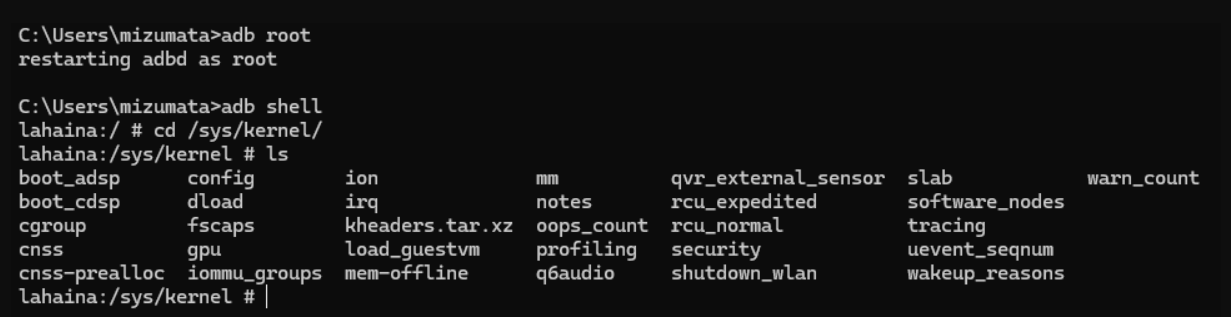 C:\Users\mizumata>adb root
restarting adbd as root
C:\Users\mizumata>adb shell
lahaina:/ # cd /sys/kernel/
lahaina:/sys/kernel # ls
boot_adsp config ion mm qvr_external_sensor slab warn_count
boot_cdsp dload irq notes rcu_expedited software_nodes
cgroup fscaps kheaders.tar.xz oops_count rcu_normal tracing
cnss gpu load_guestvm profiling security uevent_seqnum
cnss-prealloc iommu_groups mem-offline q6audio shutdown_wlan wakeup_reasons
lahaina:/sys/kernel #